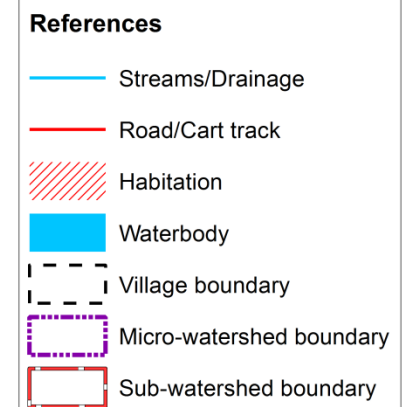 References
Streams/Drainage
Road/Cart track
Habitation
Waterbody
Village boundary
Micro-watershed boundary
Sub-watershed boundary